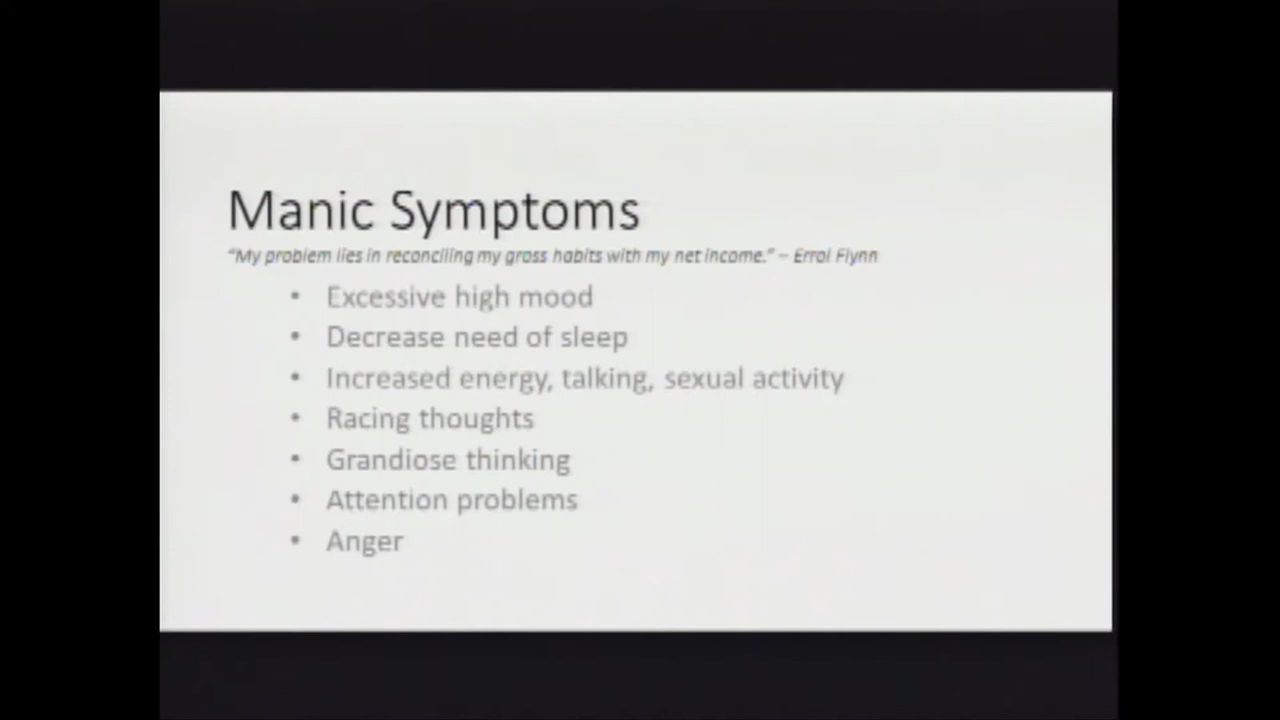 Manic Symptoms
"My problem lies in reconciling my gross habits with my net income." – Errol Flynn
• Excessive high mood
• Decrease need of sleep
• Increased energy, talking, sexual activity
• Racing thoughts
• Grandiose thinking
• Attention problems
• Anger